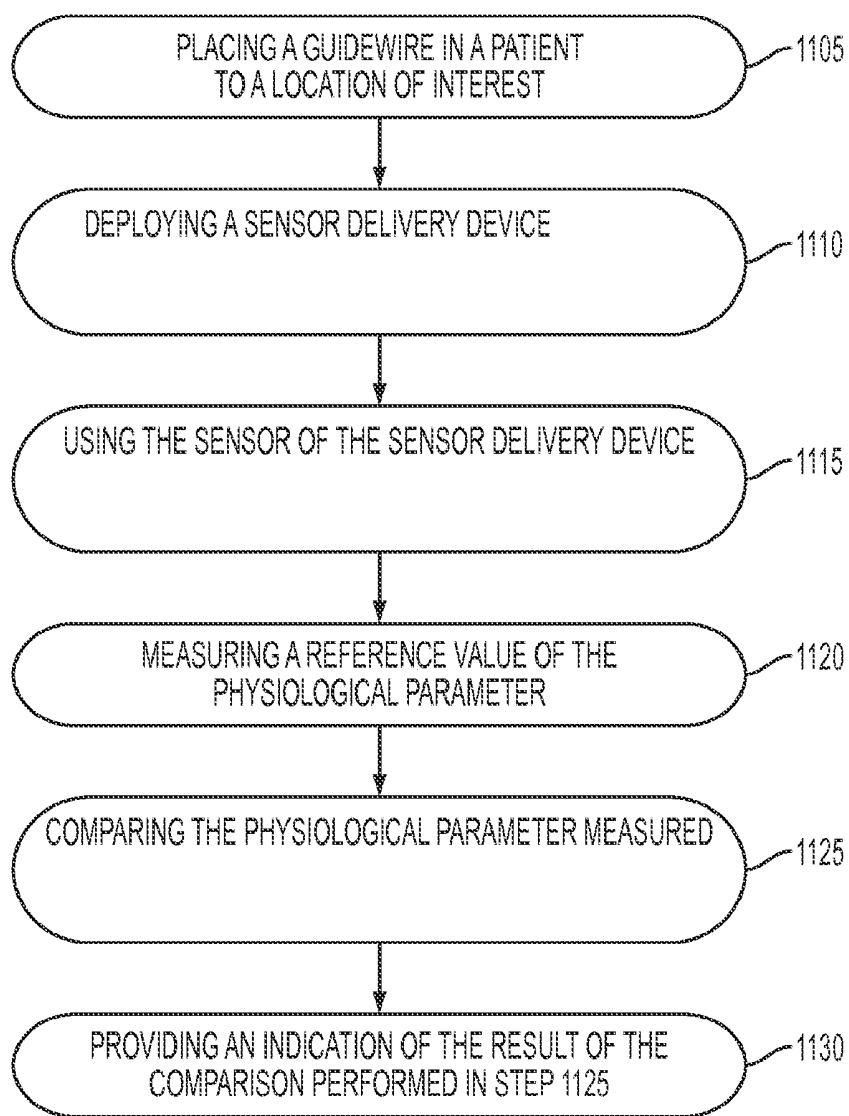 PLACING A GUIDEWIRE IN A PATIENT
TO A LOCATION OF INTEREST
1105
DEPLOYING A SENSOR DELIVERY DEVICE
1110
USING THE SENSOR OF THE SENSOR DELIVERY DEVICE
1115
MEASURING A REFERENCE VALUE OF THE
PHYSIOLOGICAL PARAMETER
1120
COMPARING THE PHYSIOLOGICAL PARAMETER MEASURED
1125
PROVIDING AN INDICATION OF THE RESULT OF THE
COMPARISON PERFORMED IN STEP 1125
1130